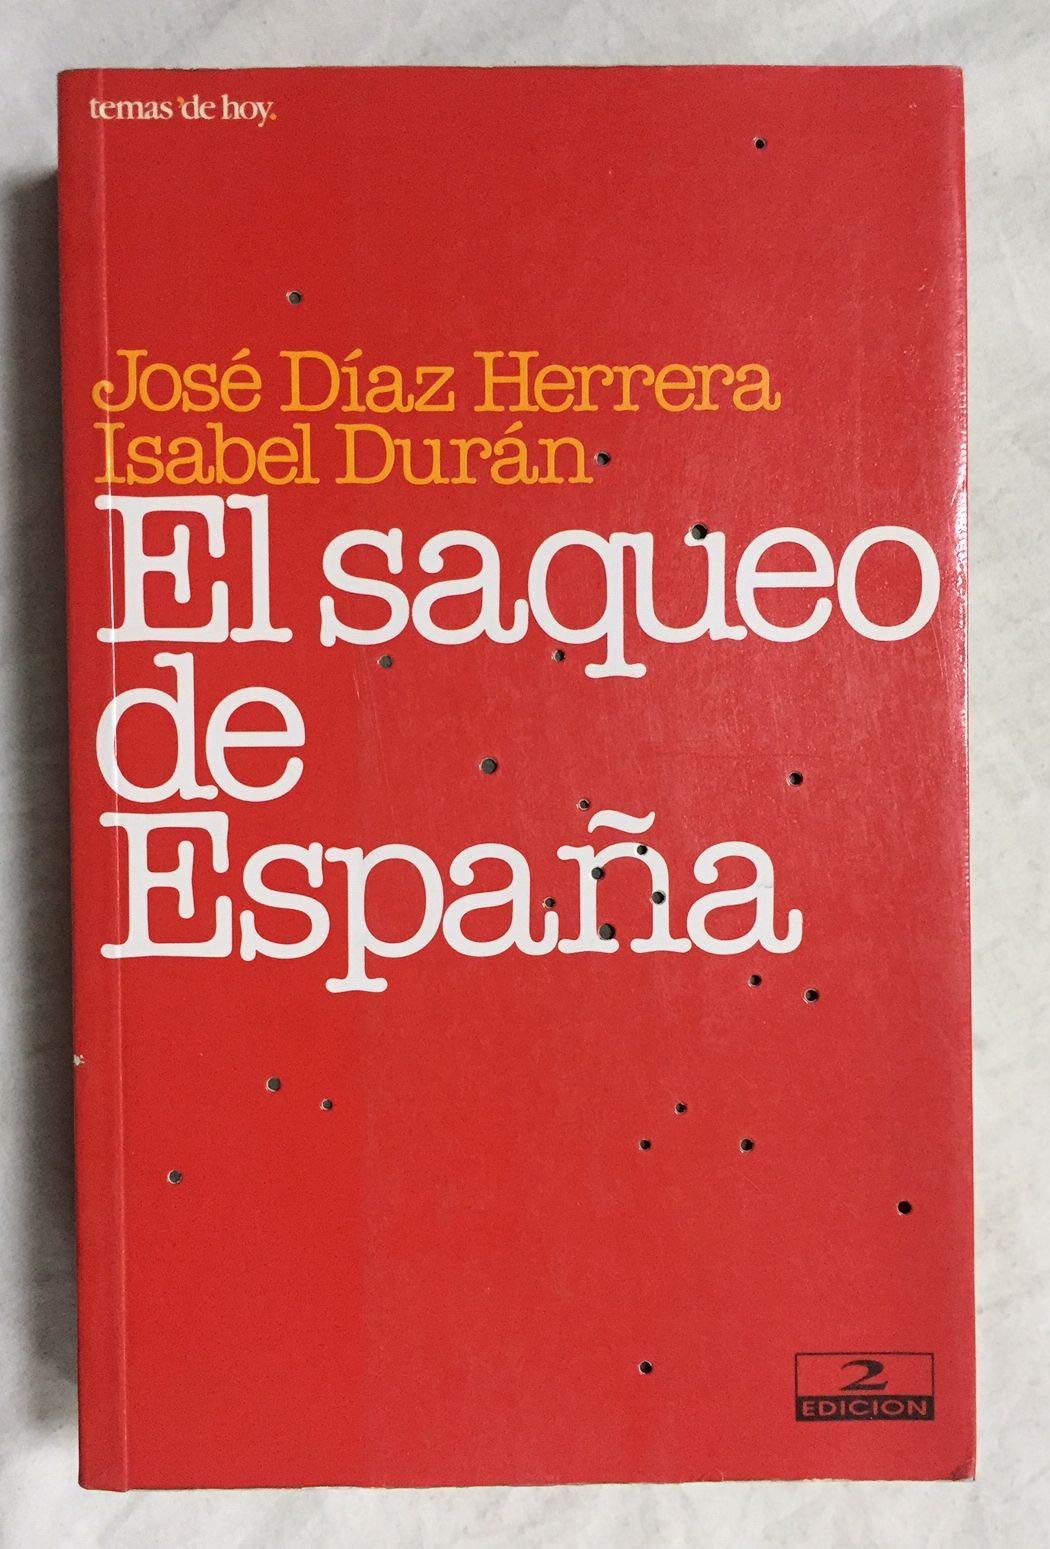 temas'de hoy.
José Díaz Herrera
Isabel Durán
El saqueo
de
España
2
EDICION